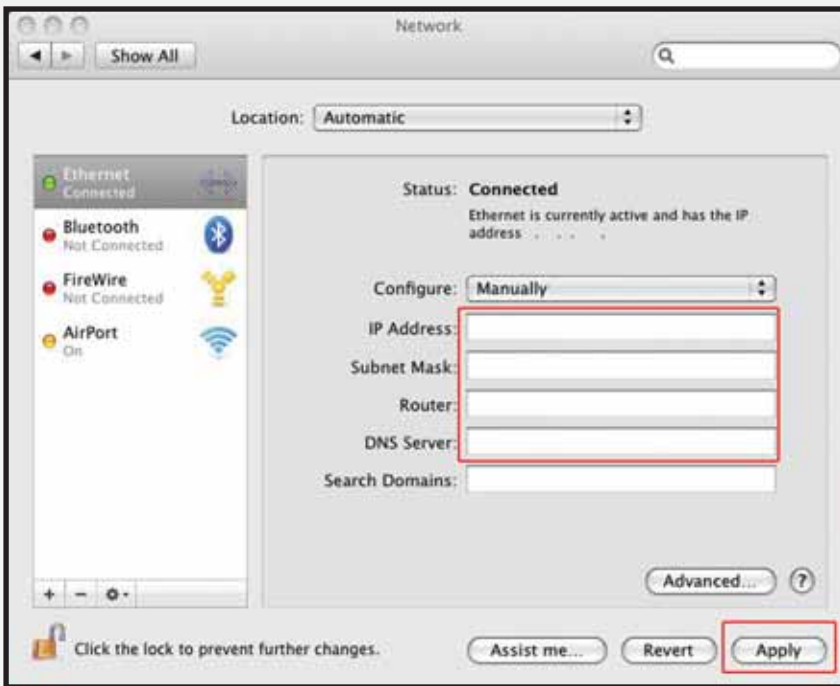 Network
Show All
Location: Automatic
Ethernet
Connected
Bluetooth
Not Connected
FireWire
Not Connected
AirPort
On
Status: Connected
Ethernet is currently active and has the IP
address . . . .
Configure: Manually
IP Address:
Subnet Mask:
Router:
DNS Server:
Search Domains:
Advanced... ?
Click the lock to prevent further changes.
Assist me... Revert Apply